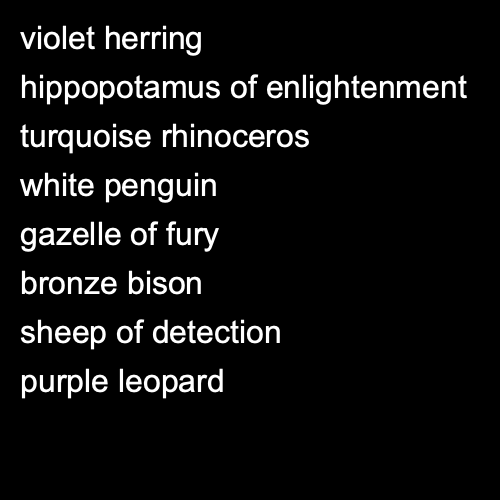 violet herring
hippopotamus of enlightenment
turquoise rhinoceros
white penguin
gazelle of fury
bronze bison
sheep of detection
purple leopard